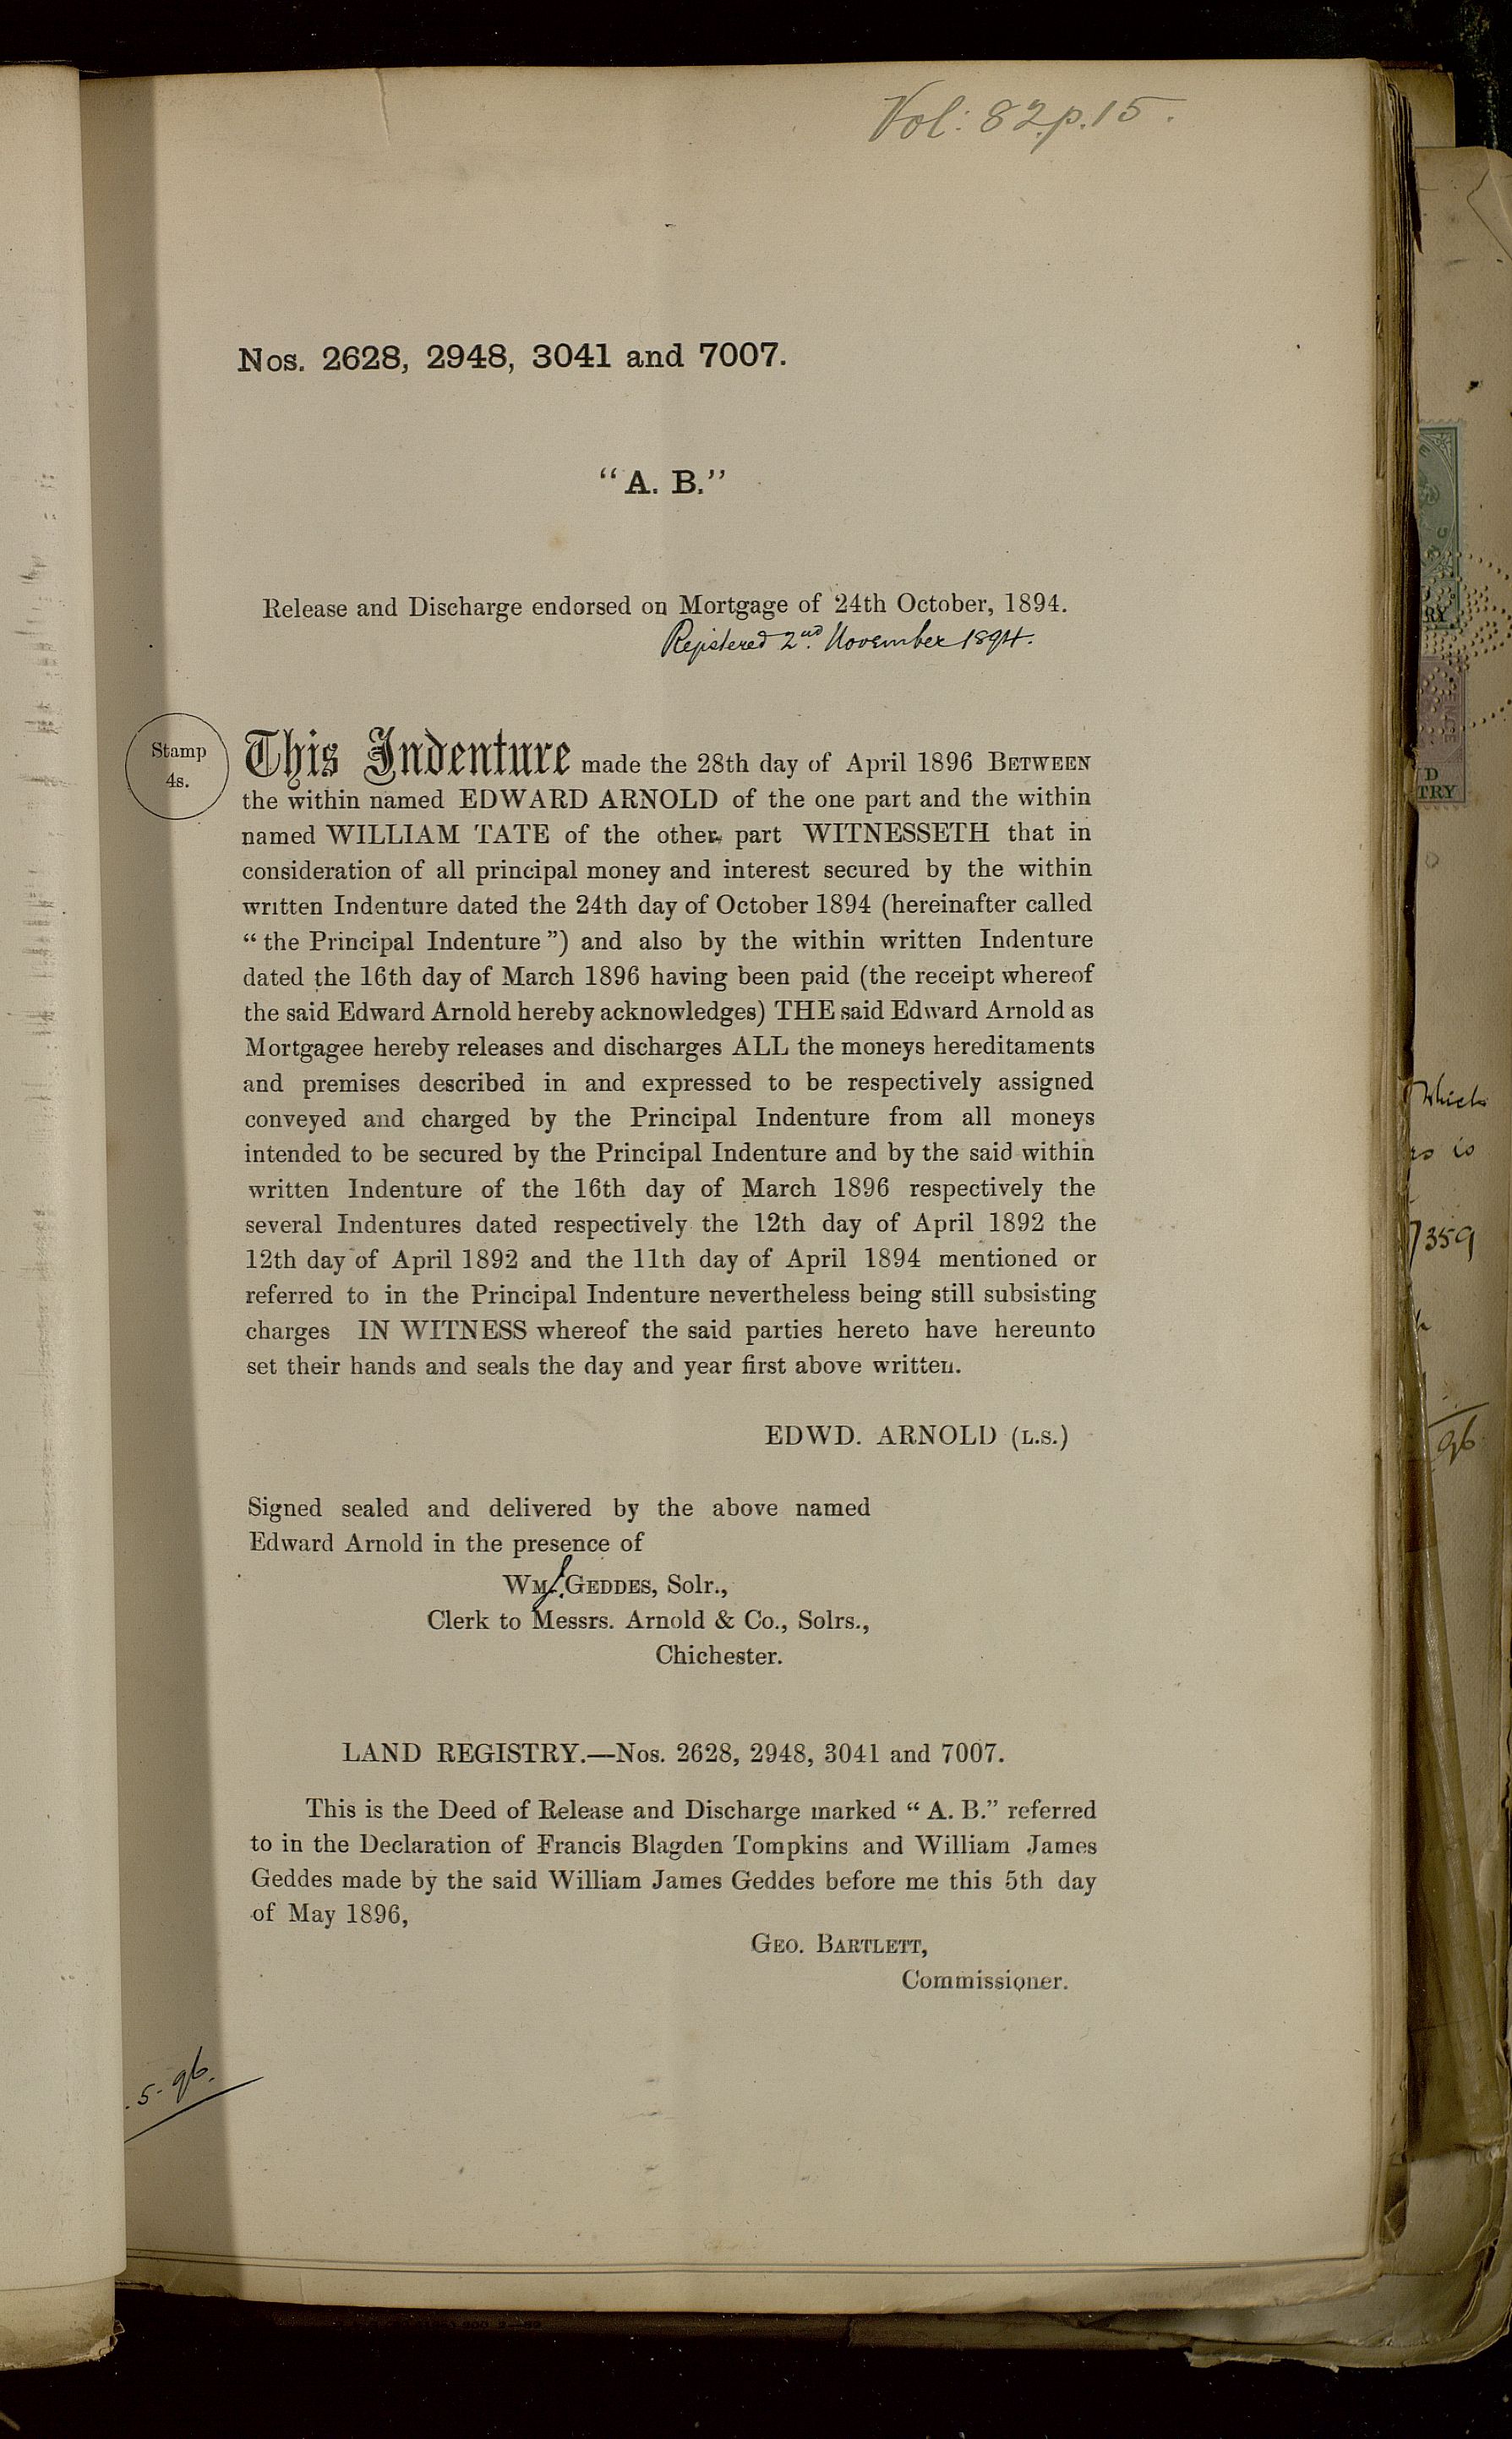 Vol: 82 p. 15.
Nos. 2628, 2948, 3041 and 7007.
“A. B.”
Release and Discharge endorsed on Mortgage of 24th October, 1894.
Registered 2nd. November 1894.
Stamp
4s.
This Indenture made the 28th day of April 1896 BETWEEN
the within named EDWARD ARNOLD of the one part and the within
named WILLIAM TATE of the other part WITNESSETH that in
consideration of all principal money and interest secured by the within
written Indenture dated the 24th day of October 1894 (hereinafter called
“the Principal Indenture”) and also by the within written Indenture
dated the 16th day of March 1896 having been paid (the receipt whereof
the said Edward Arnold hereby acknowledges) THE said Edward Arnold as
Mortgagee hereby releases and discharges ALL the moneys hereditaments
and premises described in and expressed to be respectively assigned
conveyed and charged by the Principal Indenture from all moneys
intended to be secured by the Principal Indenture and by the said within
written Indenture of the 16th day of March 1896 respectively the
several Indentures dated respectively the 12th day of April 1892 the
12th day of April 1892 and the 11th day of April 1894 mentioned or
referred to in the Principal Indenture nevertheless being still subsisting
charges IN WITNESS whereof the said parties hereto have hereunto
set their hands and seals the day and year first above written.
EDWD. ARNOLD (L.S.)
Signed sealed and delivered by the above named
Edward Arnold in the presence of
WM J. GEDDES, Solr.,
Clerk to Messrs. Arnold & Co., Solrs.,
Chichester.
LAND REGISTRY.—Nos. 2628, 2948, 3041 and 7007.
This is the Deed of Release and Discharge marked “A. B.” referred
to in the Declaration of Francis Blagden Tompkins and William James
Geddes made by the said William James Geddes before me this 5th day
of May 1896,
GEO. BARTLETT,
Commissioner.
. 5. 96.
which
is
7359
96
RY
D
TRY